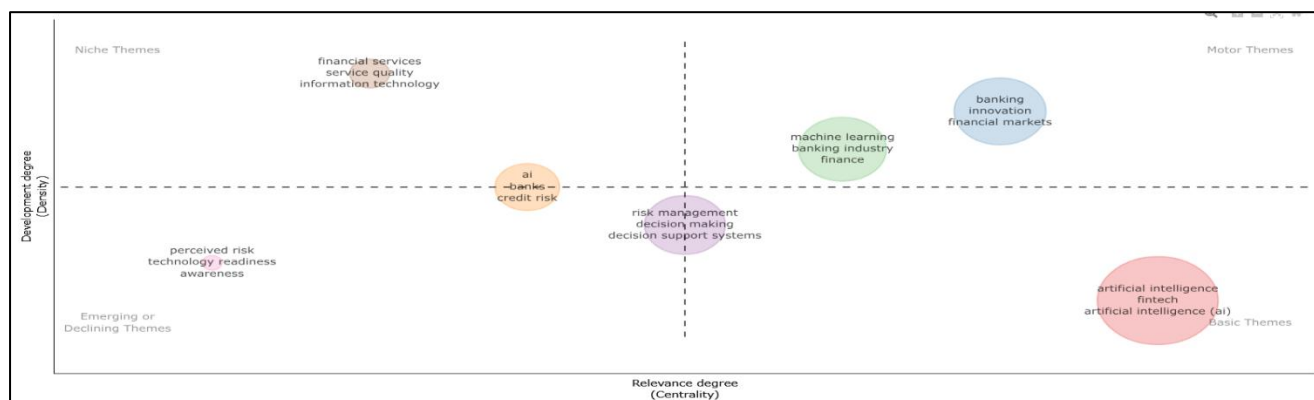 Niche Themes
Motor Themes
financial services
service quality
information technology
banking
innovation
financial markets
machine learning
banking industry
finance
ai
banks
credit risk
risk management
decision making
decision support systems
perceived risk
technology readiness
awareness
artificial intelligence
fintech
artificial intelligence (ai)
Emerging or
Declining Themes
Basic Themes
Development degree
(Density)
Relevance degree
(Centrality)